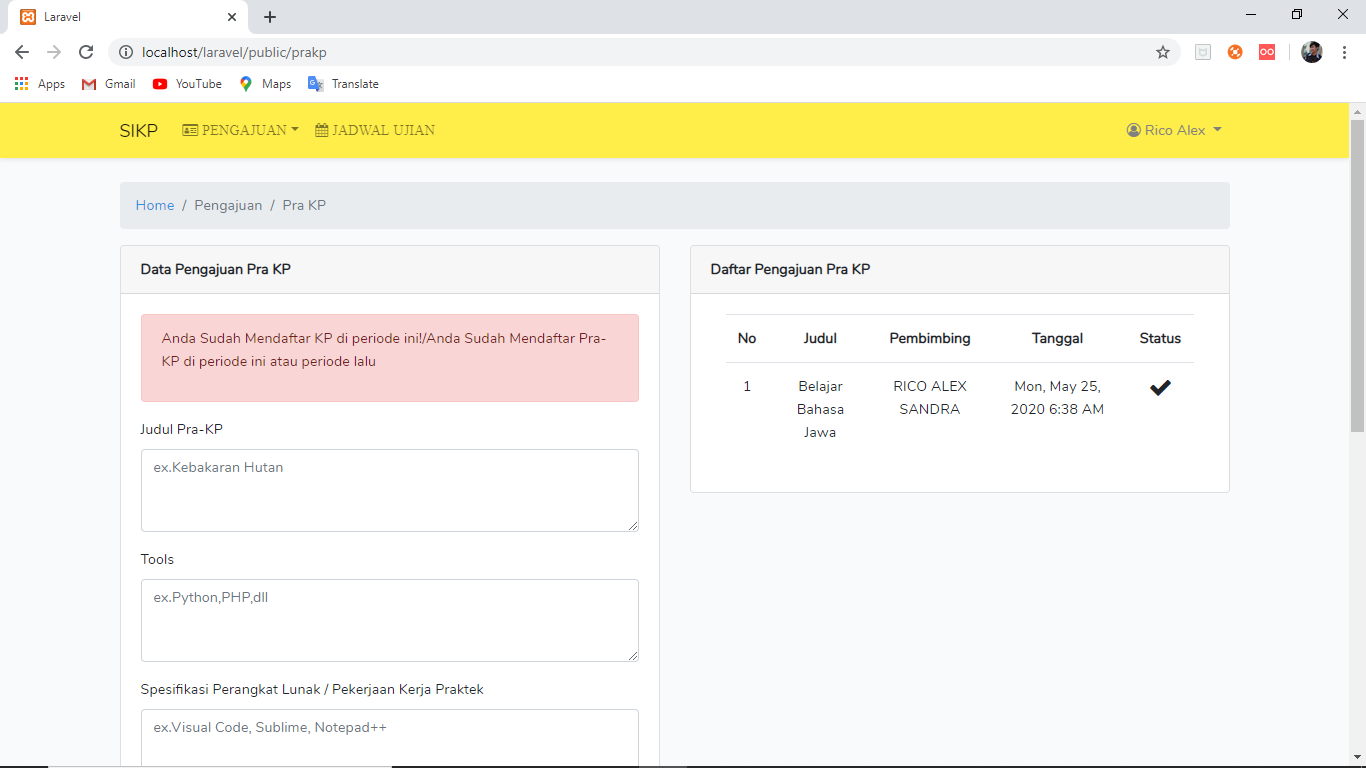 Laravel
localhost/laravel/public/prakp
Apps Gmail YouTube Maps Translate
SIKP PENGAJUAN JADWAL UJIAN Rico Alex
Home / Pengajuan / Pra KP
Data Pengajuan Pra KP
Anda Sudah Mendaftar KP di periode ini!/Anda Sudah Mendaftar Pra-
KP di periode ini atau periode lalu
Judul Pra-KP
ex.Kebakaran Hutan
Tools
ex.Python,PHP,dll
Spesifikasi Perangkat Lunak / Pekerjaan Kerja Praktek
ex.Visual Code, Sublime, Notepad++
Daftar Pengajuan Pra KP
No Judul Pembimbing Tanggal Status
1 Belajar RICO ALEX Mon, May 25,
Bahasa SANDRA 2020 6:38 AM
Jawa